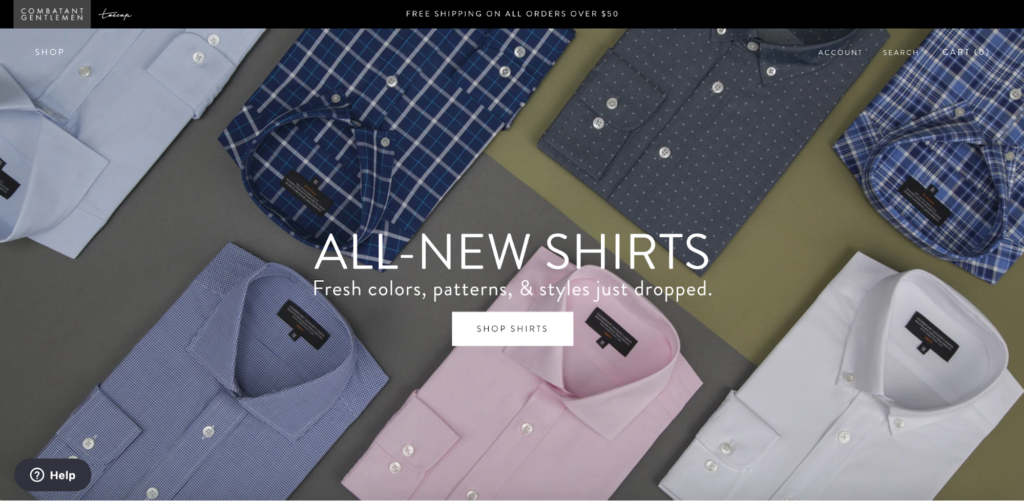 COMBATANT
GENTLEMEN
FREE SHIPPING ON ALL ORDERS OVER $50
SHOP
ACCOUNT
SEARCH
CART (0)
ALL-NEW SHIRTS
Fresh colors, patterns, & styles just dropped.
SHOP SHIRTS
Help